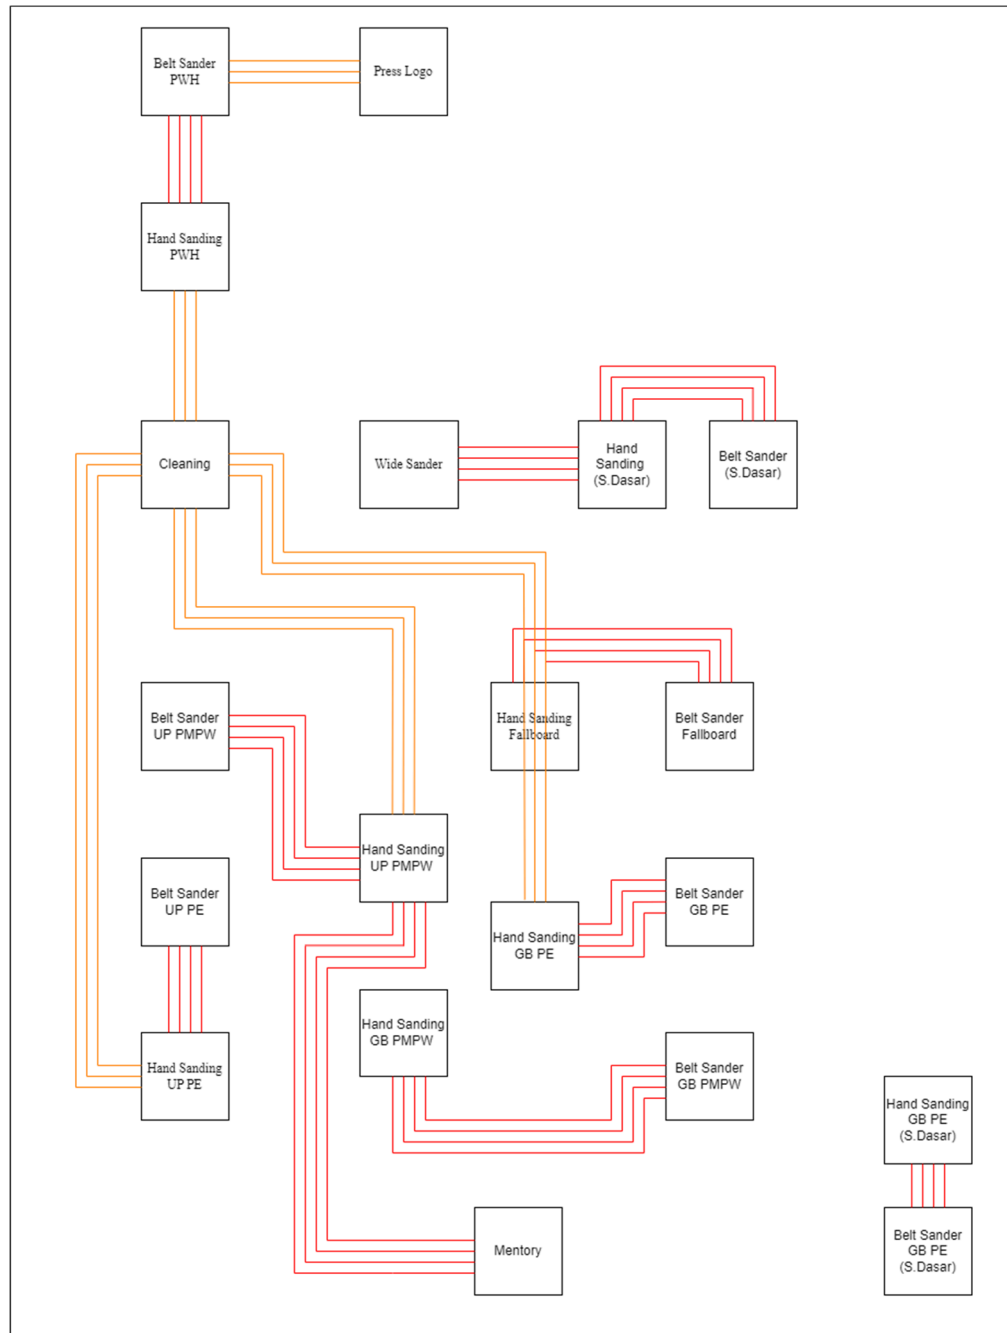 Belt Sander
PWH
Press Logo
Hand Sanding
PWH
Cleaning
Wide Sander
Hand
Sanding
(S.Dasar)
Belt Sander
(S.Dasar)
Belt Sander
UP PMPW
Hand Sanding
Fallboard
Belt Sander
Fallboard
Hand Sanding
UP PMPW
Belt Sander
UP PE
Belt Sander
GB PE
Hand Sanding
GB PE
Hand Sanding
GB PMPW
Hand Sanding
UP PE
Belt Sander
GB PMPW
Hand Sanding
GB PE
(S.Dasar)
Mentory
Belt Sander
GB PE
(S.Dasar)